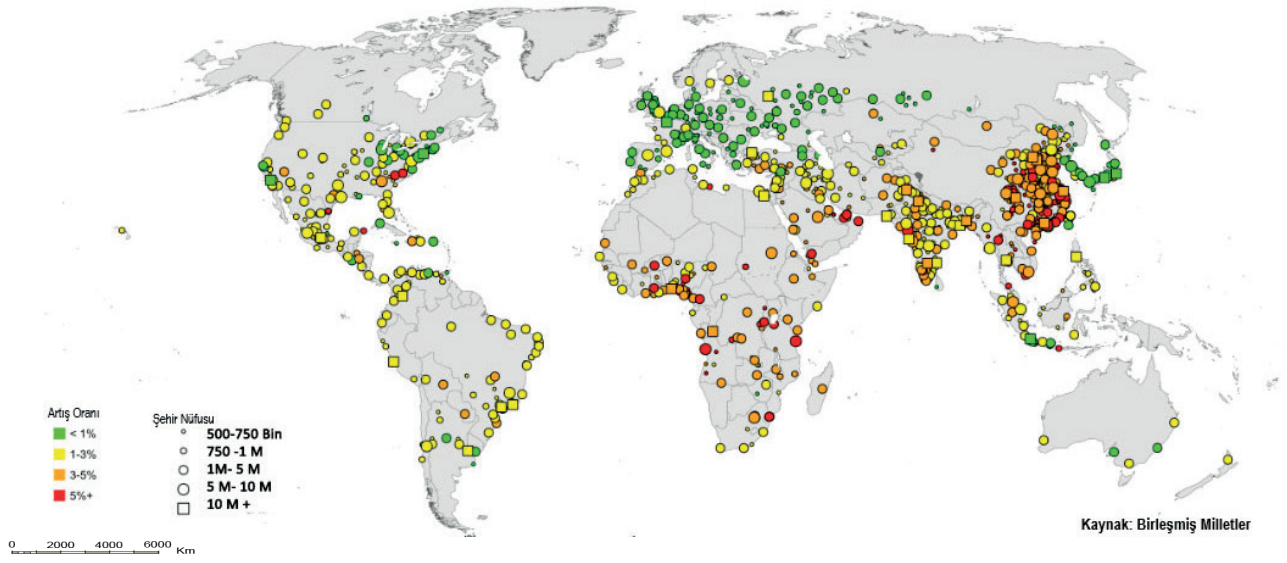 Artış Oranı
< 1%
1-3%
3-5%
5%+
Şehir Nüfusu
500-750 Bin
750 -1 M
1M- 5 M
5 M- 10 M
10 M +
Kaynak: Birleşmiş Milletler
0 2000 4000 6000 Km